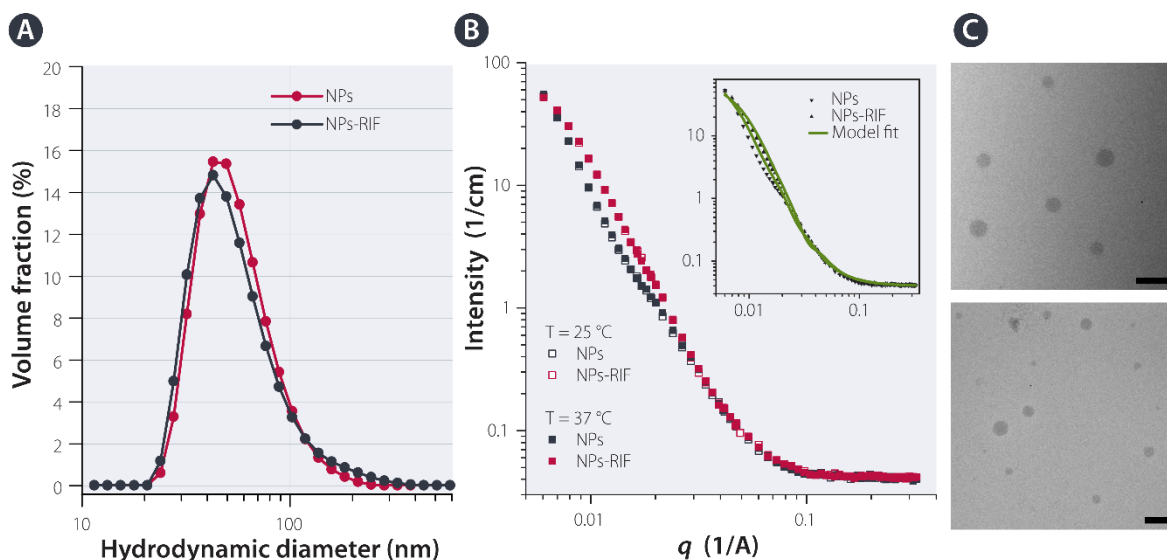 A
20
18
16
14
12
10
8
6
4
2
0
Volume fraction (%)
NPs
NPs-RIF
10
100
Hydrodynamic diameter (nm)
B
100
10
1
0.1
Intensity (1/cm)
T = 25 °C
NPs
NPs-RIF
T = 37 °C
NPs
NPs-RIF
0.01
0.1
q (1/A)
NPs
NPs-RIF
Model fit
10
1
0.1
0.01
0.1
C